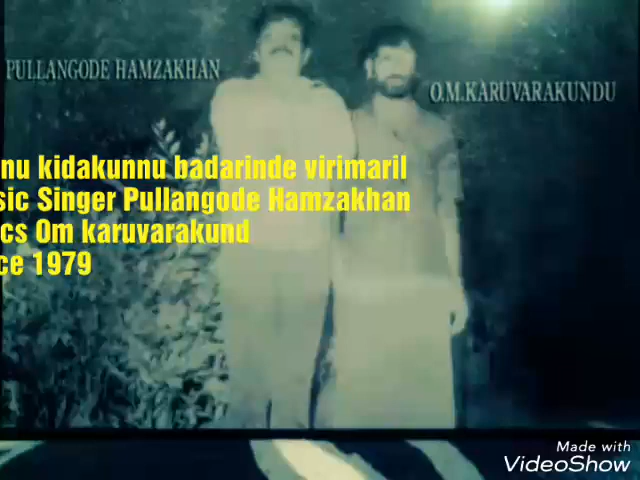 PULLANGODE HAMZAKHAN
O.M.KARUVARAKUNDU
nu kidakunnu badarinde virimaril
sic Singer Pullangode Hamzakhan
cs Om karuvarakund
ce 1979
Made with
VideoShow